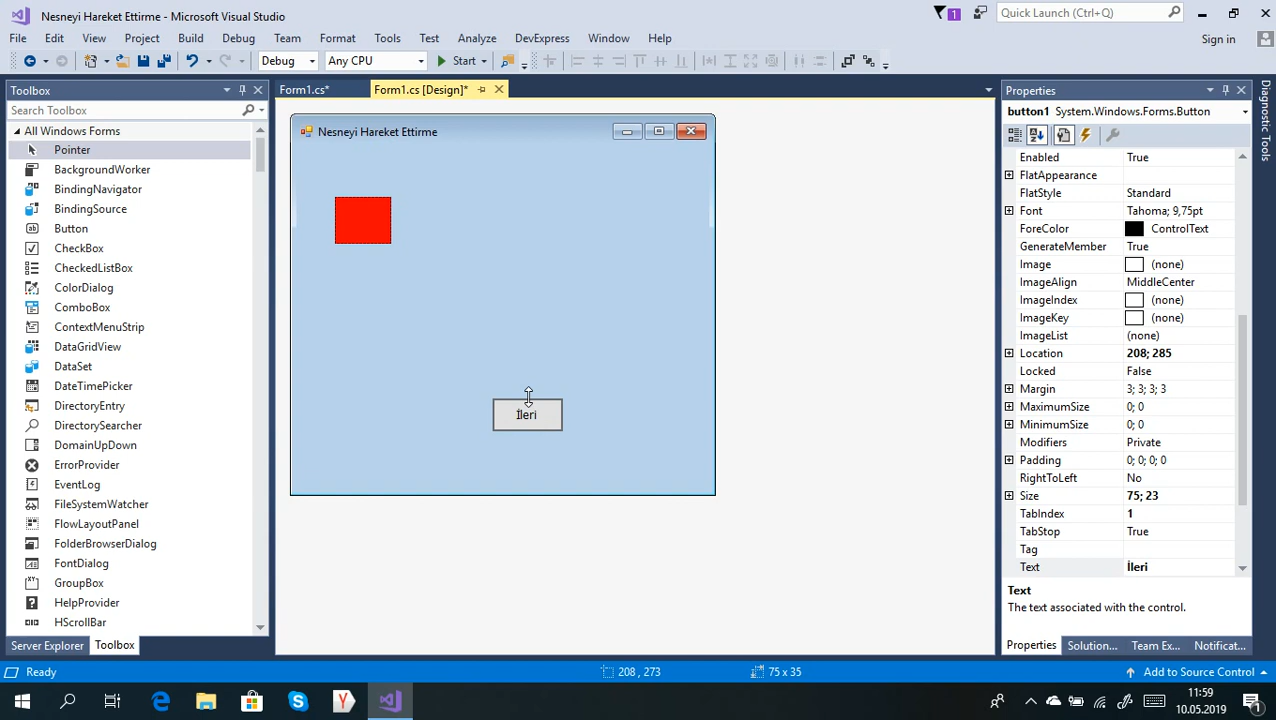 Nesneyi Hareket Ettirme - Microsoft Visual Studio
1
Quick Launch (Ctrl+Q)
File Edit View Project Build Debug Team Format Tools Test Analyze DevExpress Window Help
Sign in
Debug Any CPU Start
Toolbox
Search Toolbox
All Windows Forms
Pointer
BackgroundWorker
BindingNavigator
BindingSource
Button
CheckBox
CheckedListBox
ColorDialog
ComboBox
ContextMenuStrip
DataGridView
DataSet
DateTimePicker
DirectoryEntry
DirectorySearcher
DomainUpDown
ErrorProvider
EventLog
FileSystemWatcher
FlowLayoutPanel
FolderBrowserDialog
FontDialog
GroupBox
HelpProvider
HScrollBar
Server Explorer Toolbox
Form1.cs* Form1.cs [Design]*
Nesneyi Hareket Ettirme
İleri
Properties
button1 System.Windows.Forms.Button
Enabled True
FlatAppearance
FlatStyle Standard
Font Tahoma; 9,75pt
ForeColor ControlText
GenerateMember True
Image (none)
ImageAlign MiddleCenter
ImageIndex (none)
ImageKey (none)
ImageList (none)
Location 208; 285
Locked False
Margin 3; 3; 3; 3
MaximumSize 0; 0
MinimumSize 0; 0
Modifiers Private
Padding 0; 0; 0; 0
RightToLeft No
Size 75; 23
TabIndex 1
TabStop True
Tag
Text İleri
Text
The text associated with the control.
Properties Solution... Team Ex... Notificat...
Diagnostic Tools
Ready 208 , 273 75 x 35 Add to Source Control
11:59
10.05.2019
1